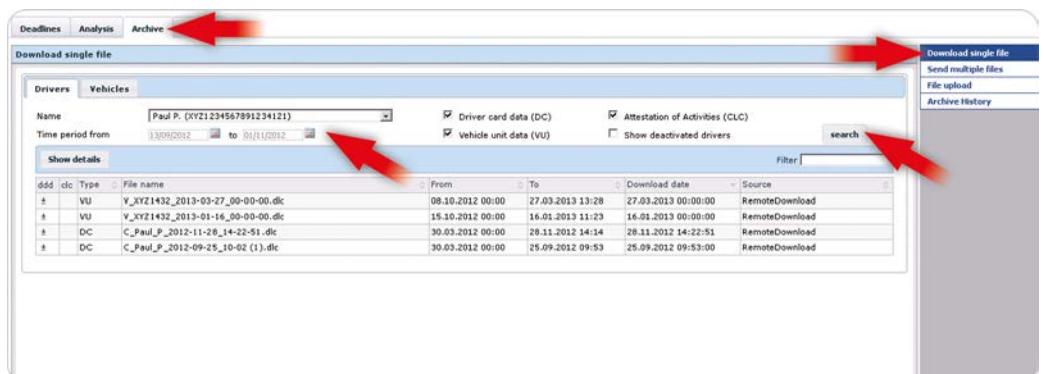 Deadlines Analysis Archive
Download single file
Download single file
Send multiple files
File upload
Archive History
Drivers Vehicles
Name Paul P. (XYZ1234567891234121) Driver card data (DC) Attestation of Activities (CLC)
Time period from 13/09/2012 to 01/11/2012 Vehicle unit data (VU) Show deactivated drivers search
Show details Filter
ddd clc Type File name From To Download date Source
VU V_XYZ1432_2013-03-27_00-00-00.dlc 08.10.2012 00:00 27.03.2013 13:28 27.03.2013 00:00:00 RemoteDownload
VU V_XYZ1432_2013-01-16_00-00-00.dlc 15.10.2012 00:00 16.01.2013 11:23 16.01.2013 00:00:00 RemoteDownload
DC C_Paul_P_2012-11-28_14-22-51.dlc 30.03.2012 00:00 28.11.2012 14:14 28.11.2012 14:22:51 RemoteDownload
DC C_Paul_P_2012-09-25_10-02 (1).dlc 30.03.2012 00:00 25.09.2012 09:53 25.09.2012 09:53:00 RemoteDownload